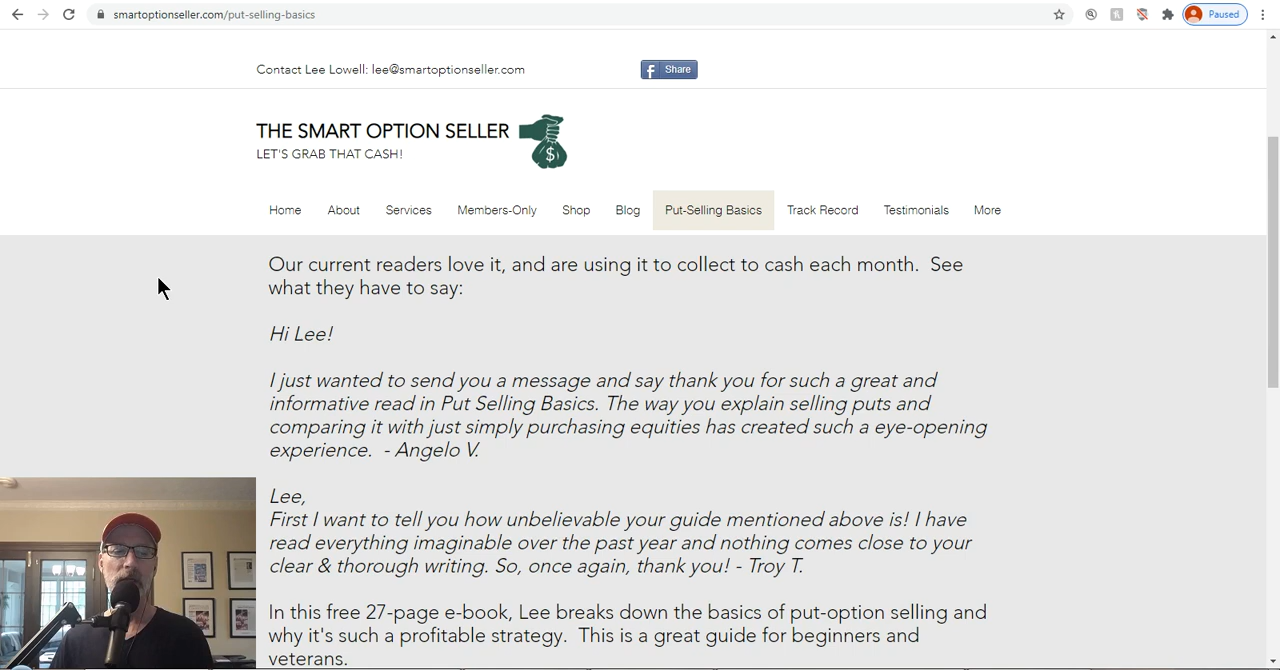 smartoptionseller.com/put-selling-basics
Paused
Contact Lee Lowell: lee@smartoptionseller.com
f Share
THE SMART OPTION SELLER
LET'S GRAB THAT CASH!
$
Home About Services Members-Only Shop Blog Put-Selling Basics Track Record Testimonials More
Our current readers love it, and are using it to collect to cash each month. See
what they have to say:
Hi Lee!
I just wanted to send you a message and say thank you for such a great and
informative read in Put Selling Basics. The way you explain selling puts and
comparing it with just simply purchasing equities has created such a eye-opening
experience. - Angelo V.
Lee,
First I want to tell you how unbelievable your guide mentioned above is! I have
read everything imaginable over the past year and nothing comes close to your
clear & thorough writing. So, once again, thank you! - Troy T.
In this free 27-page e-book, Lee breaks down the basics of put-option selling and
why it's such a profitable strategy. This is a great guide for beginners and
veterans.